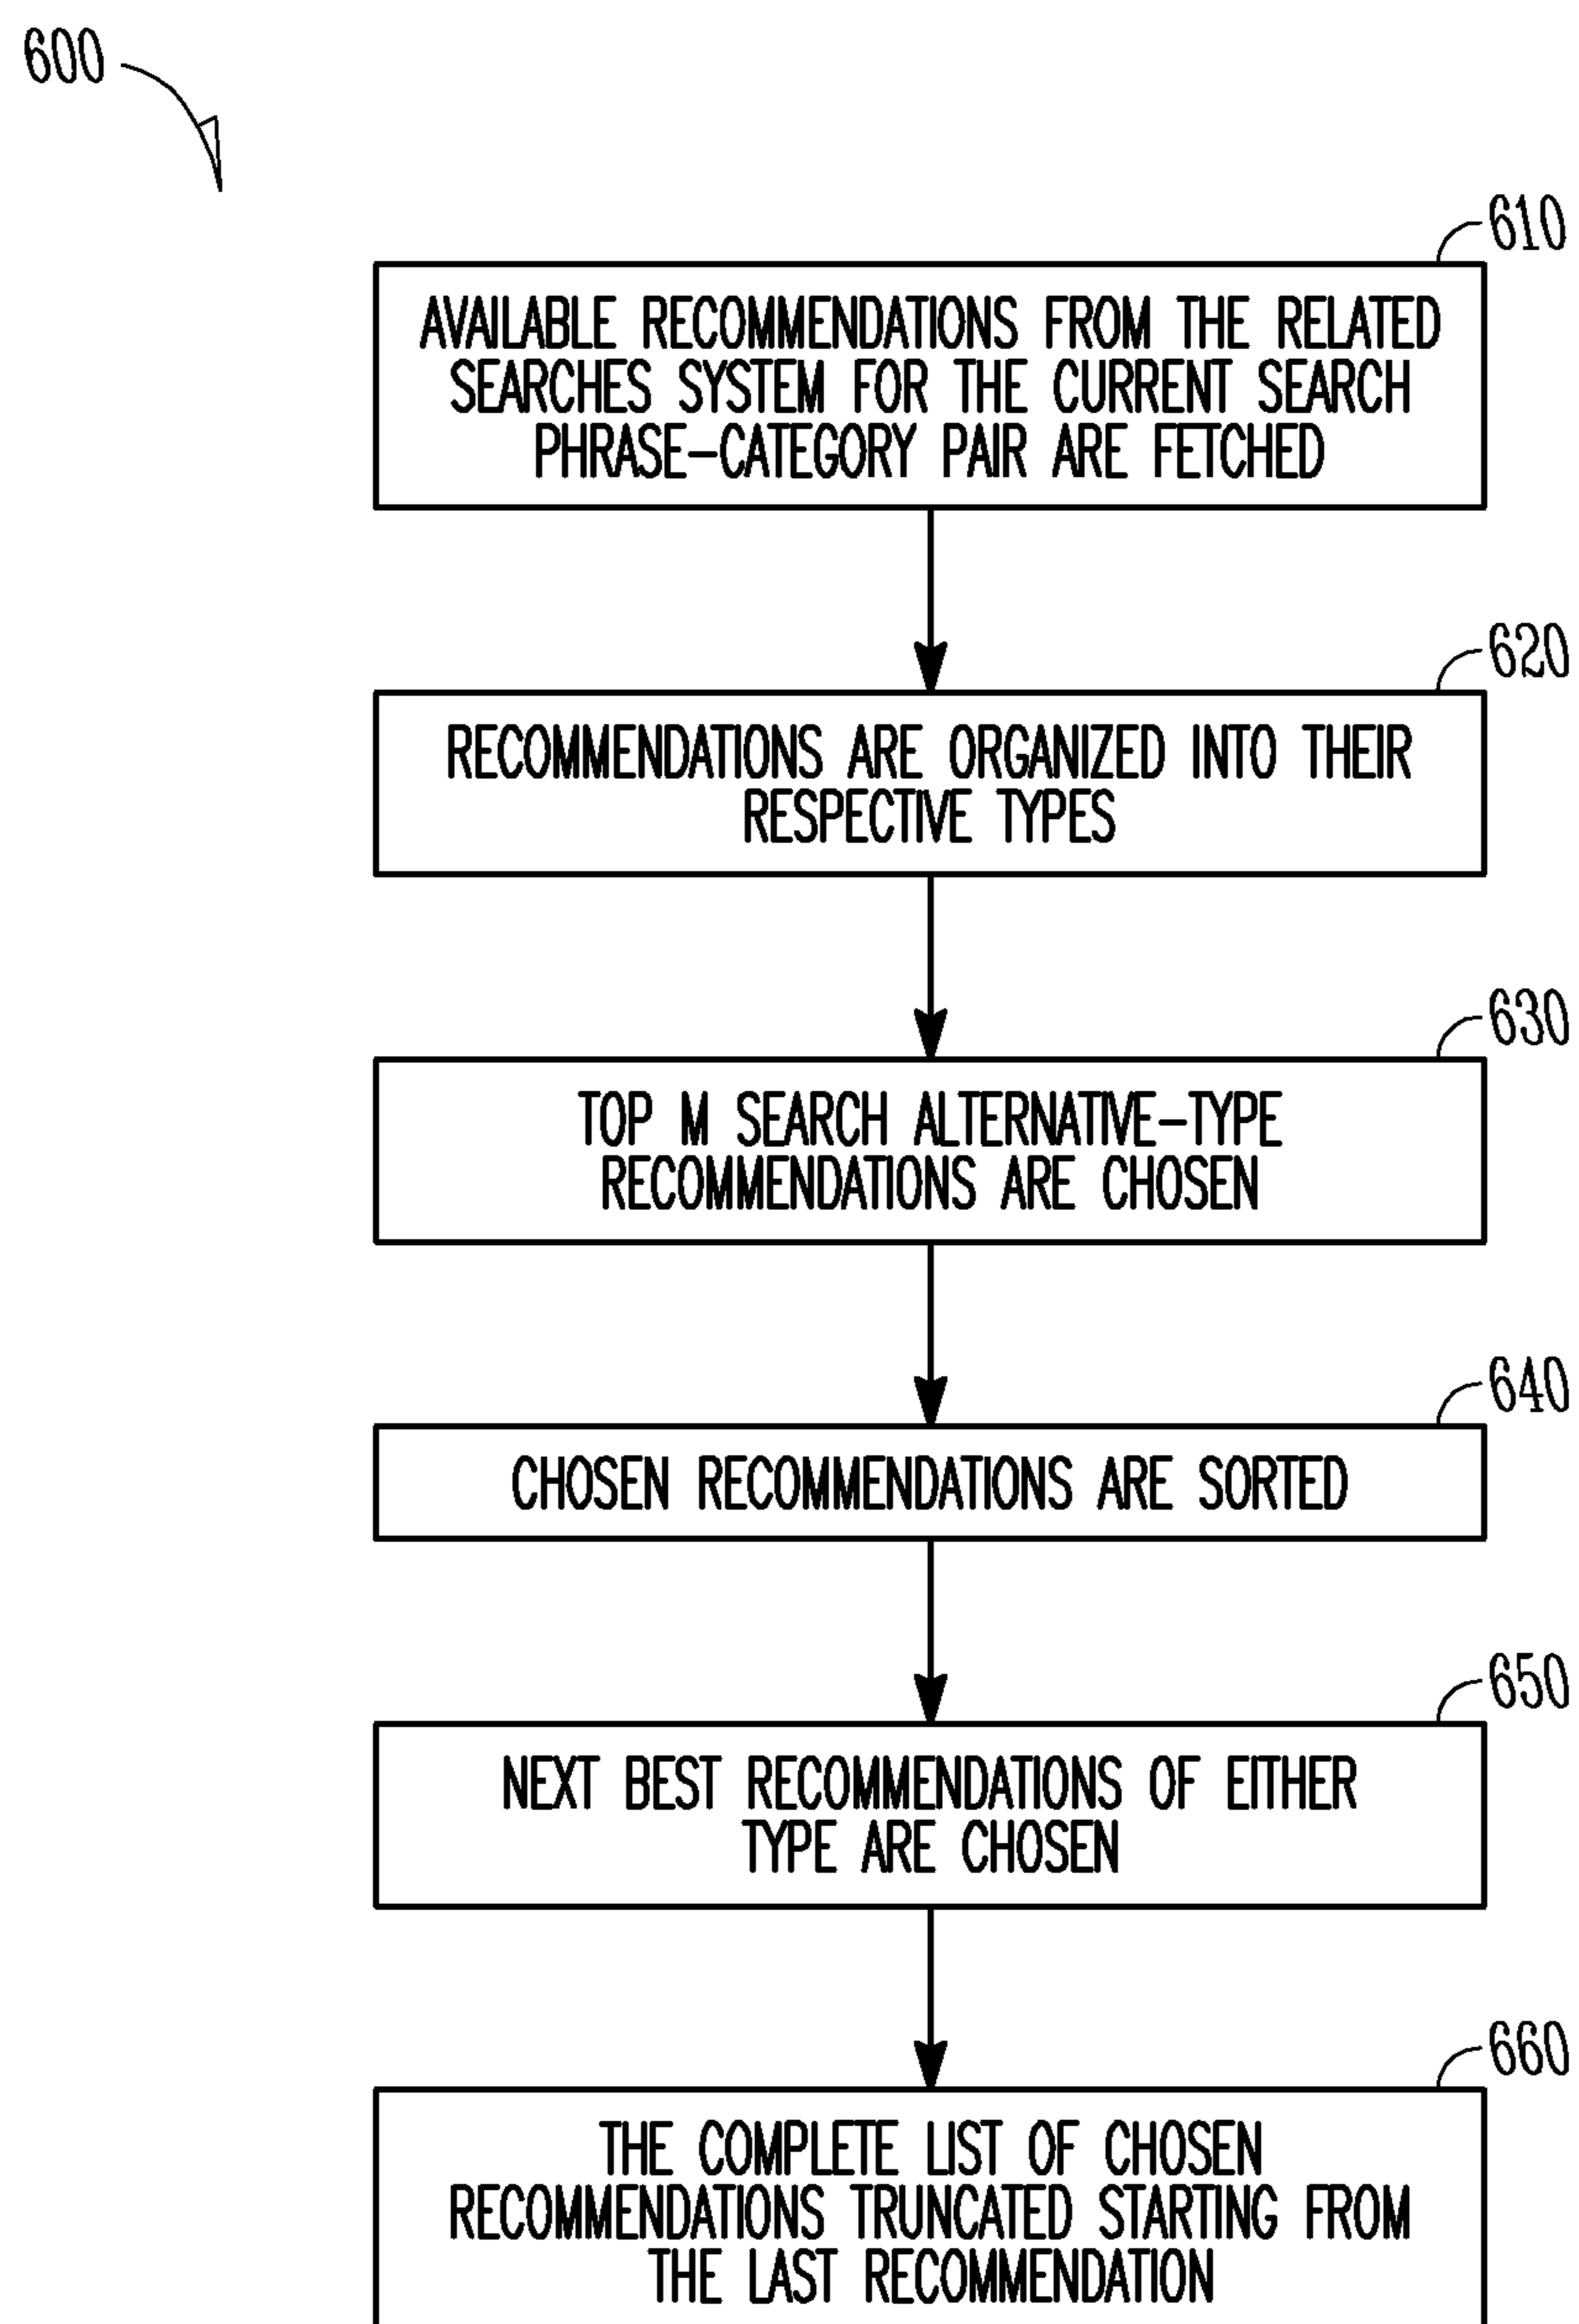 600
610
AVAILABLE RECOMMENDATIONS FROM THE RELATED
SEARCHES SYSTEM FOR THE CURRENT SEARCH
PHRASE-CATEGORY PAIR ARE FETCHED
620
RECOMMENDATIONS ARE ORGANIZED INTO THEIR
RESPECTIVE TYPES
630
TOP M SEARCH ALTERNATIVE-TYPE
RECOMMENDATIONS ARE CHOSEN
640
CHOSEN RECOMMENDATIONS ARE SORTED
650
NEXT BEST RECOMMENDATIONS OF EITHER
TYPE ARE CHOSEN
660
THE COMPLETE LIST OF CHOSEN
RECOMMENDATIONS TRUNCATED STARTING FROM
THE LAST RECOMMENDATION